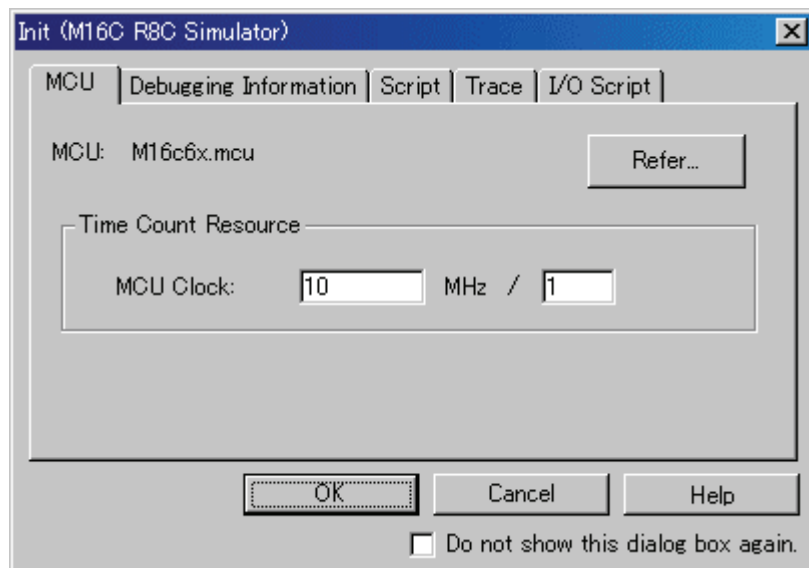 Init (M16C R8C Simulator)
MCU Debugging Information Script Trace I/O Script
MCU: M16c6x.mcu Refer...
Time Count Resource
MCU Clock: 10 MHz / 1
OK Cancel Help
Do not show this dialog box again.